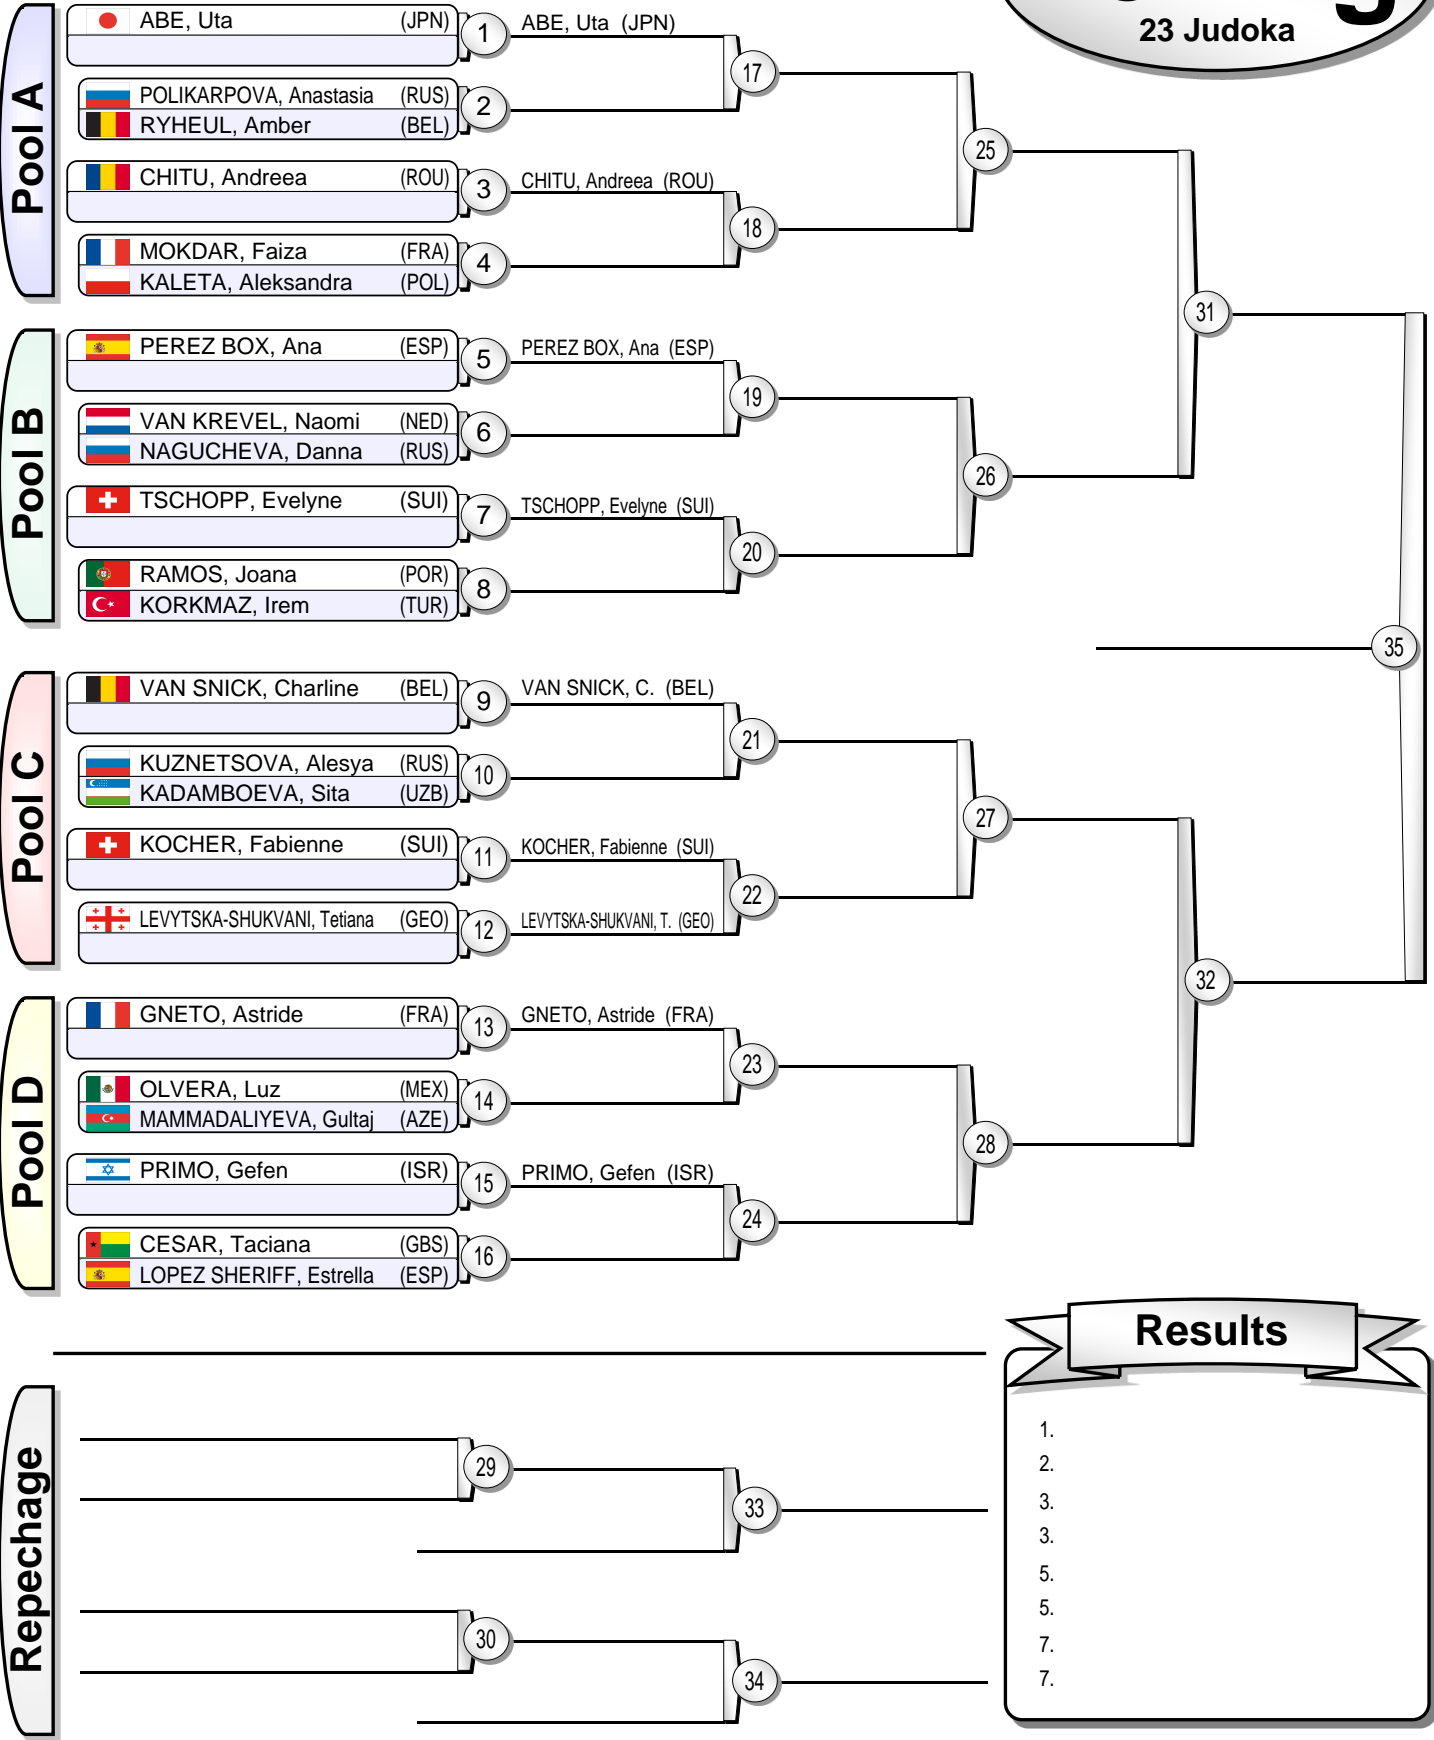 23 Judoka
Pool A
ABE, Uta (JPN) 1 ABE, Uta (JPN)
17
POLIKARPOVA, Anastasia (RUS) 2
RYHEUL, Amber (BEL)
25
CHITU, Andreea (ROU) 3 CHITU, Andreea (ROU)
18
MOKDAR, Faiza (FRA) 4
KALETA, Aleksandra (POL)
31
Pool B
PEREZ BOX, Ana (ESP) 5 PEREZ BOX, Ana (ESP)
19
VAN KREVEL, Naomi (NED) 6
NAGUCHEVA, Danna (RUS)
26
TSCHOPP, Evelyne (SUI) 7 TSCHOPP, Evelyne (SUI)
20
RAMOS, Joana (POR) 8
KORKMAZ, Irem (TUR)
35
Pool C
VAN SNICK, Charline (BEL) 9 VAN SNICK, C. (BEL)
21
KUZNETSOVA, Alesya (RUS) 10
KADAMBOEVA, Sita (UZB)
27
KOCHER, Fabienne (SUI) 11 KOCHER, Fabienne (SUI)
22
LEVYTSKA-SHUKVANI, Tetiana (GEO) 12 LEVYTSKA-SHUKVANI, T. (GEO)
32
Pool D
GNETO, Astride (FRA) 13 GNETO, Astride (FRA)
23
OLVERA, Luz (MEX) 14
MAMMADALIYEVA, Gultaj (AZE)
28
PRIMO, Gefen (ISR) 15 PRIMO, Gefen (ISR)
24
CESAR, Taciana (GBS) 16
LOPEZ SHERIFF, Estrella (ESP)
Repechage
29
33
30
34
Results
1.
2.
3.
3.
5.
5.
7.
7.